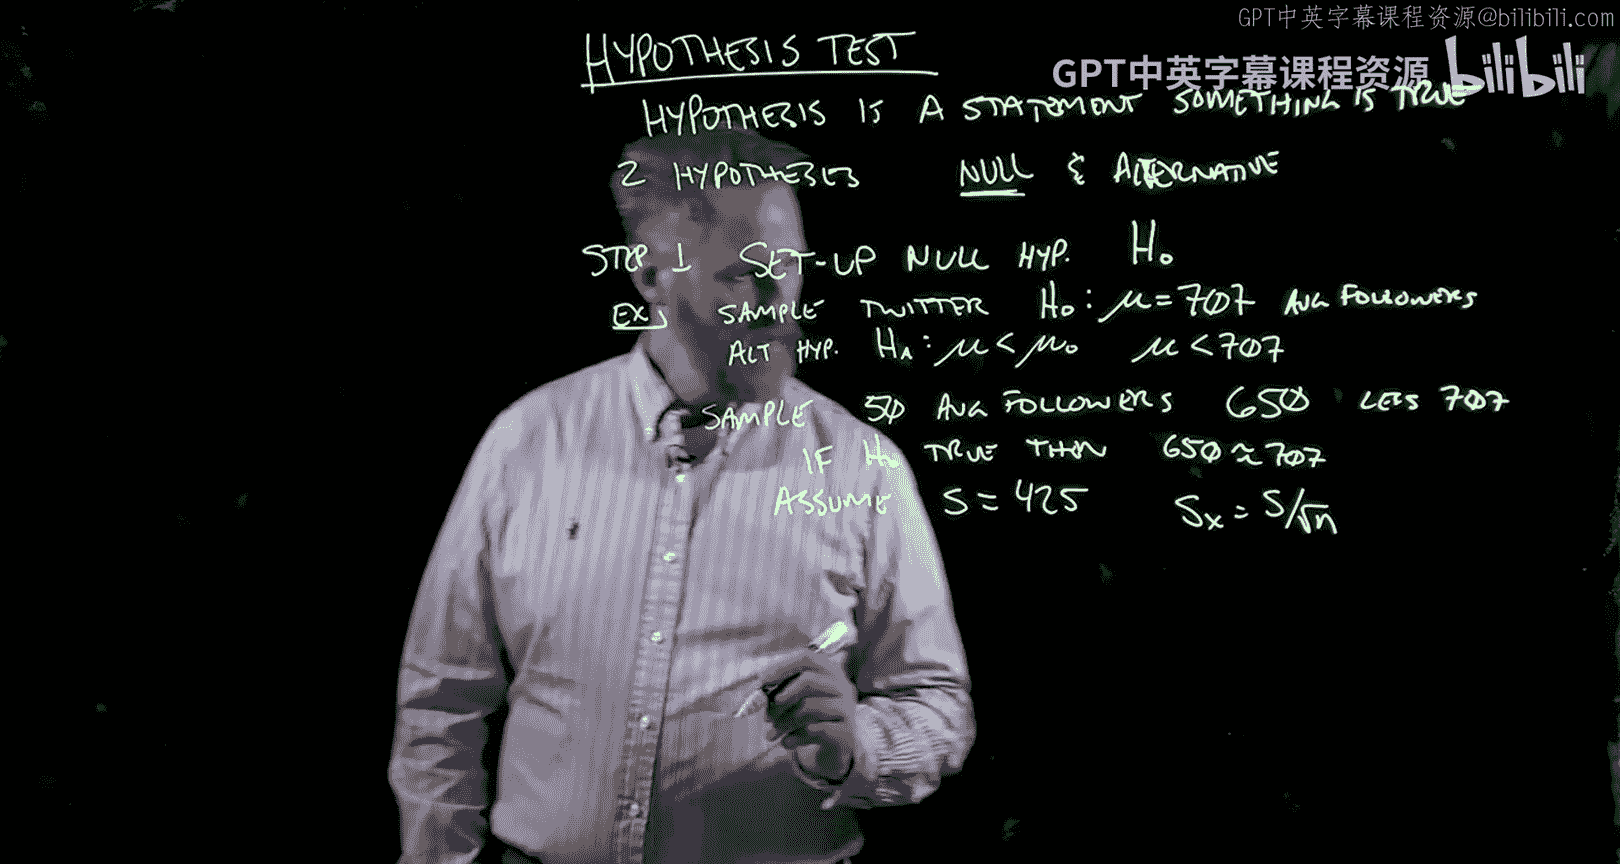 GPT中英字幕课程资源@bilibili.com
GPT中英字幕课程资源 bilibili
HYPOTHESIS TEST
HYPOTHESIS IS A STATEMENT SOMETHING IS TRUE
2 HYPOTHESES NULL & ALTERNATIVE
STEP 1 SET-UP NULL HYP. H₀
EX SAMPLE TWITTER H₀: μ = 707 AVG FOLLOWERS
ALT HYP. Hₐ: μ < μ₀ μ < 707
SAMPLE 50 AVG FOLLOWERS 650 LESS 707
IF H₀ TRUE THEN 650 ≈ 707
ASSUME S = 425 Sₓ = S/√n